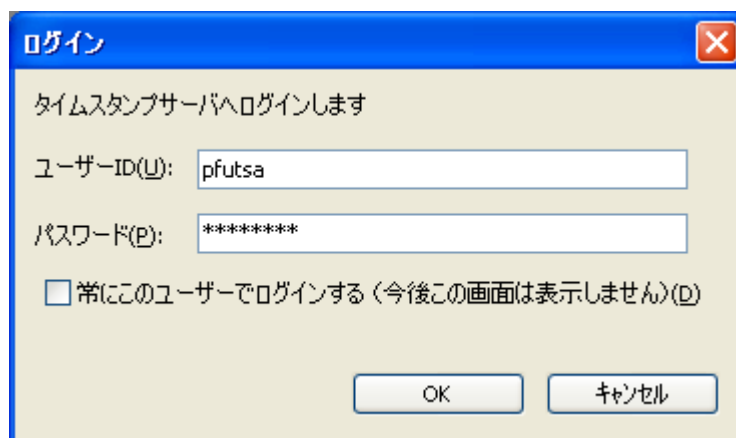 ログイン
タイムスタンプサーバへログインします
ユーザーID(U): pfutsa
パスワード(P): ********
常にこのユーザーでログインする（今後この画面は表示しません）(D)
OK キャンセル